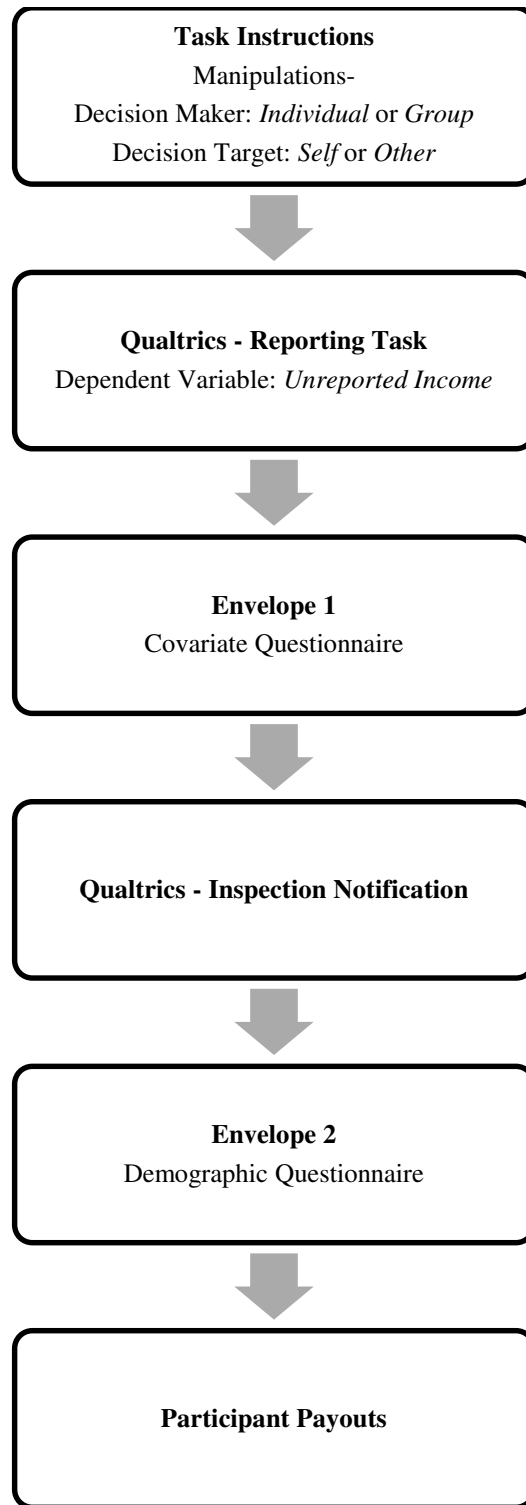 Task Instructions
Manipulations-
Decision Maker: Individual or Group
Decision Target: Self or Other
Qualtrics - Reporting Task
Dependent Variable: Unreported Income
Envelope 1
Covariate Questionnaire
Qualtrics - Inspection Notification
Envelope 2
Demographic Questionnaire
Participant Payouts